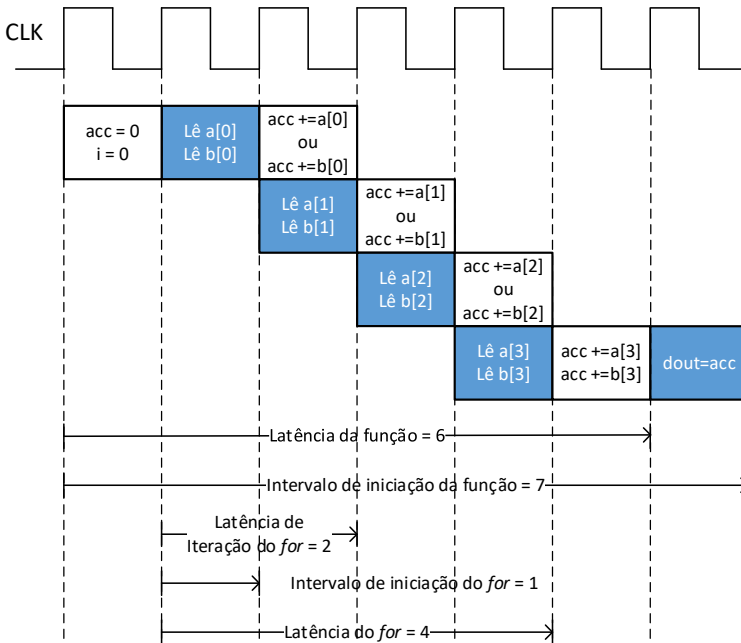 CLK
acc = 0
i = 0
Lê a[0]
Lê b[0]
acc +=a[0]
ou
acc +=b[0]
Lê a[1]
Lê b[1]
acc +=a[1]
ou
acc +=b[1]
Lê a[2]
Lê b[2]
acc +=a[2]
ou
acc +=b[2]
Lê a[3]
Lê b[3]
acc +=a[3]
acc +=b[3]
dout=acc
Latência da função = 6
Intervalo de iniciação da função = 7
Latência de
Iteração do for = 2
Intervalo de iniciação do for = 1
Latência do for = 4